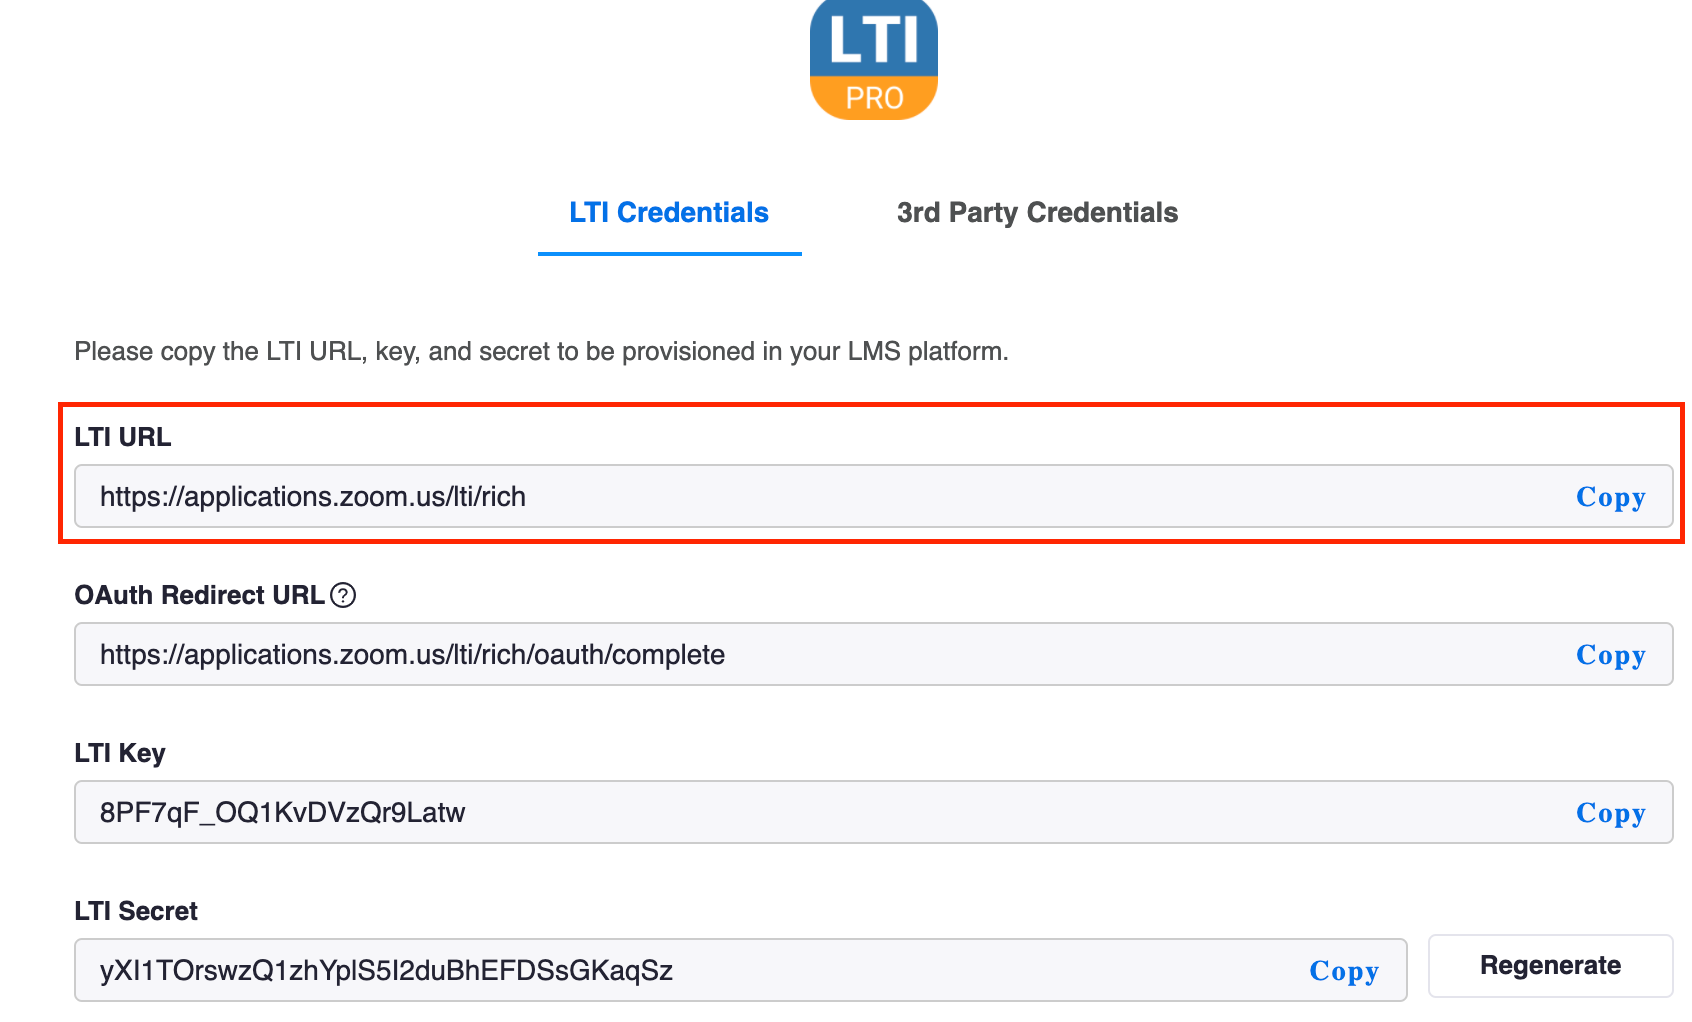 LTI
PRO
LTI Credentials
3rd Party Credentials
Please copy the LTI URL, key, and secret to be provisioned in your LMS platform.
LTI URL
https://applications.zoom.us/lti/rich
Copy
OAuth Redirect URL ?
https://applications.zoom.us/lti/rich/oauth/complete
Copy
LTI Key
8PF7qF_OQ1KvDVzQr9Latw
Copy
LTI Secret
yXI1TOrswzQ1zhYplS5I2duBhEFDSsGKaqSz
Copy
Regenerate